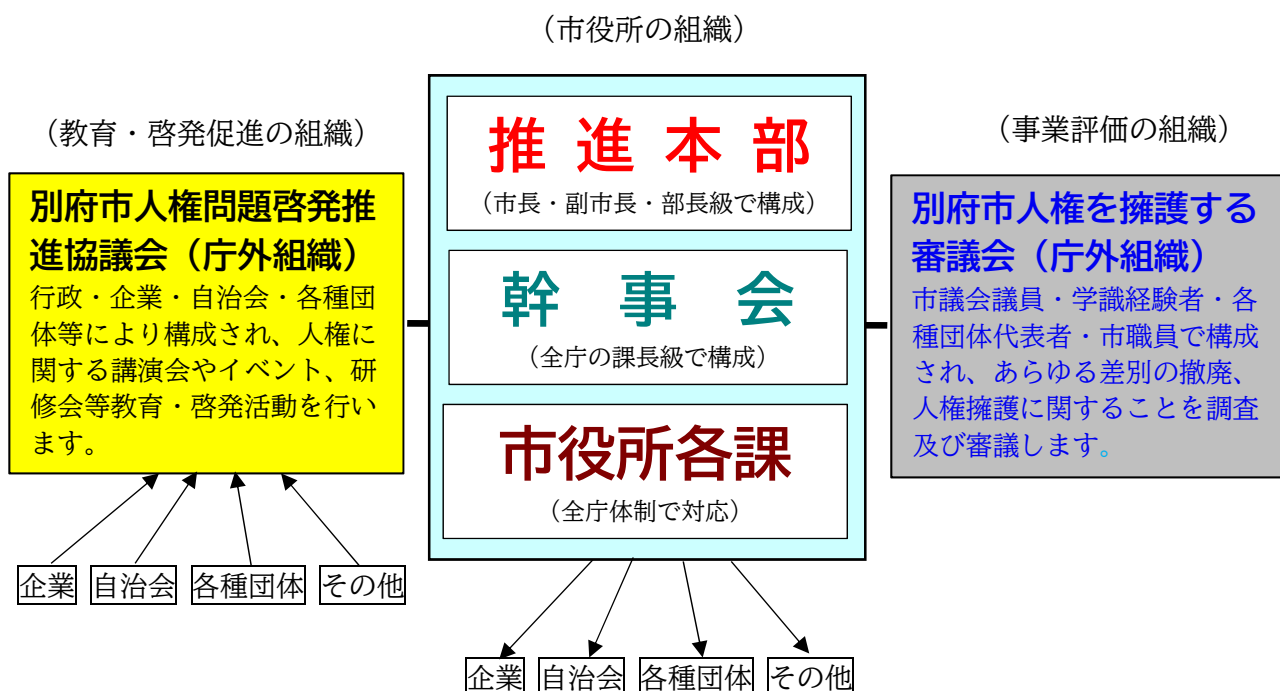 （市役所の組織）
（教育・啓発促進の組織）
別府市人権問題啓発推
進協議会（庁外組織）
行政・企業・自治会・各種団
体等により構成され、人権に
関する講演会やイベント、研
修会等教育・啓発活動を行い
ます。
企業
自治会
各種団体
その他
推進本部
（市長・副市長・部長級で構成）
幹事会
（全庁の課長級で構成）
市役所各課
（全庁体制で対応）
企業
自治会
各種団体
その他
（事業評価の組織）
別府市人権を擁護する
審議会（庁外組織）
市議会議員・学識経験者・各
種団体代表者・市職員で構成
され、あらゆる差別の撤廃、
人権擁護に関することを調査
及び審議します。